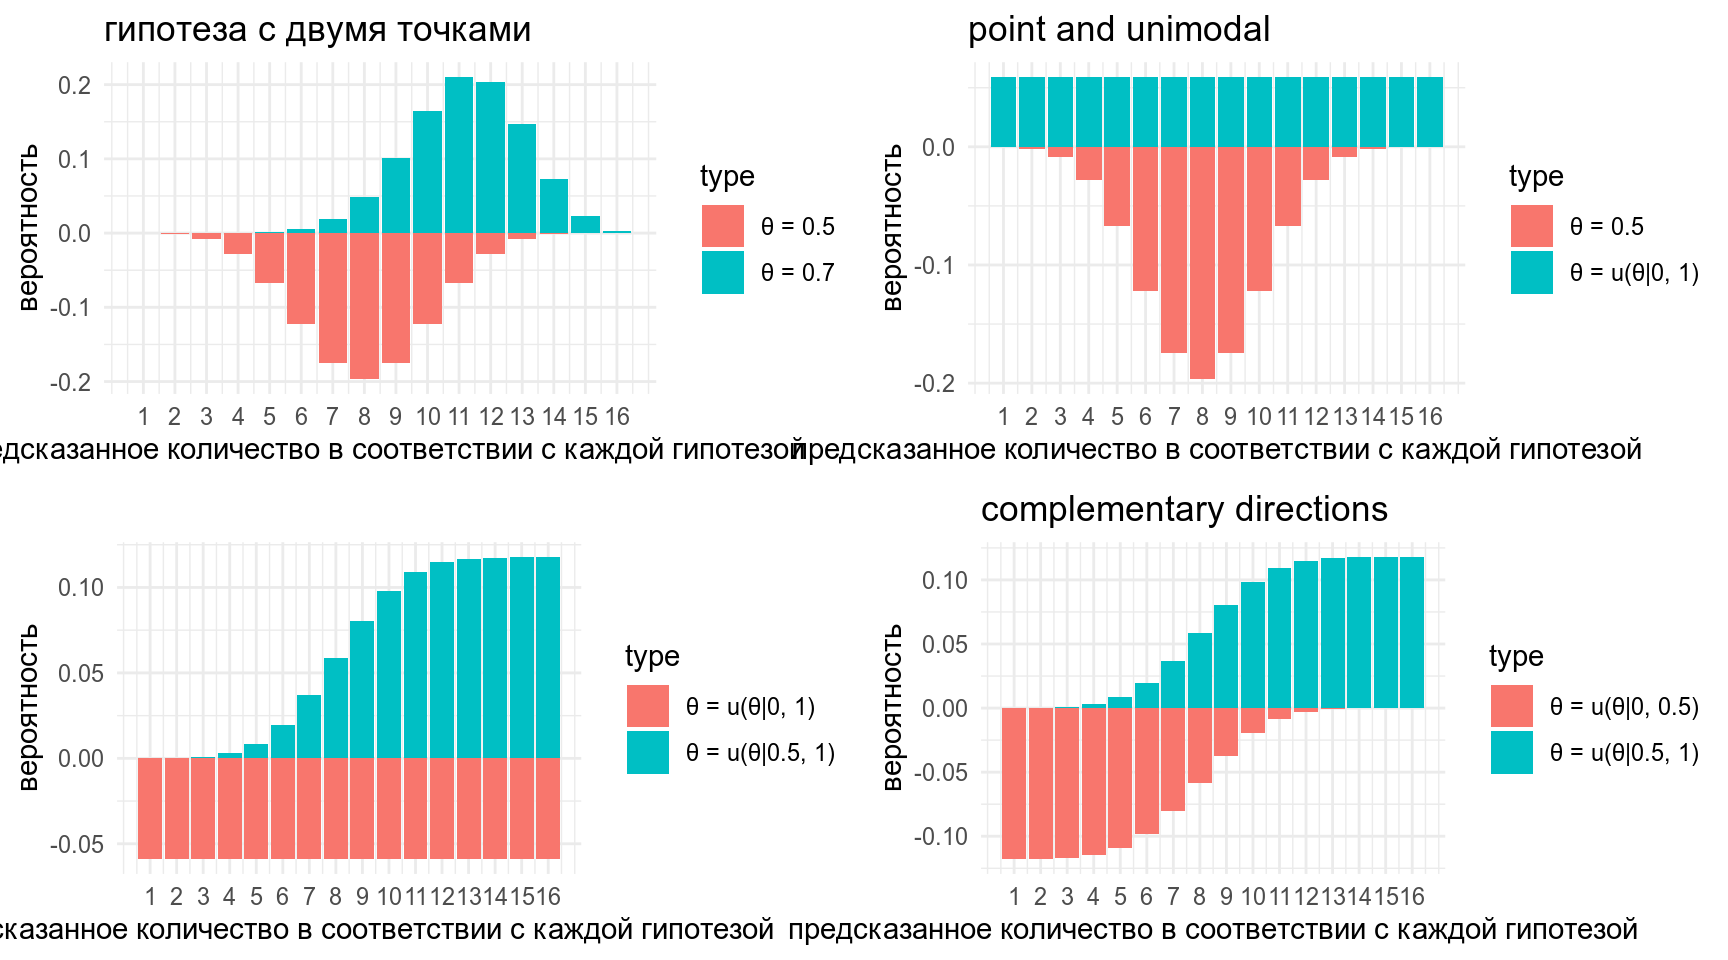 гипотеза с двумя точками
вероятность
0.2
0.1
0.0
-0.1
-0.2
1 2 3 4 5 6 7 8 9 10 11 12 13 14 15 16
количество в соответствии с каждой гипотезой
type
θ = 0.5
θ = 0.7
point and unimodal
вероятность
0.0
-0.1
-0.2
1 2 3 4 5 6 7 8 9 10 11 12 13 14 15 16
предсказанное количество в соответствии с каждой гипотезой
type
θ = 0.5
θ = u(θ|0, 1)
вероятность
0.10
0.05
0.00
-0.05
1 2 3 4 5 6 7 8 9 10 11 12 13 14 15 16
количество в соответствии с каждой гипотезой
type
θ = u(θ|0, 1)
θ = u(θ|0.5, 1)
complementary directions
вероятность
0.10
0.05
0.00
-0.05
-0.10
1 2 3 4 5 6 7 8 9 10 11 12 13 14 15 16
предсказанное количество в соответствии с каждой гипотезой
type
θ = u(θ|0, 0.5)
θ = u(θ|0.5, 1)